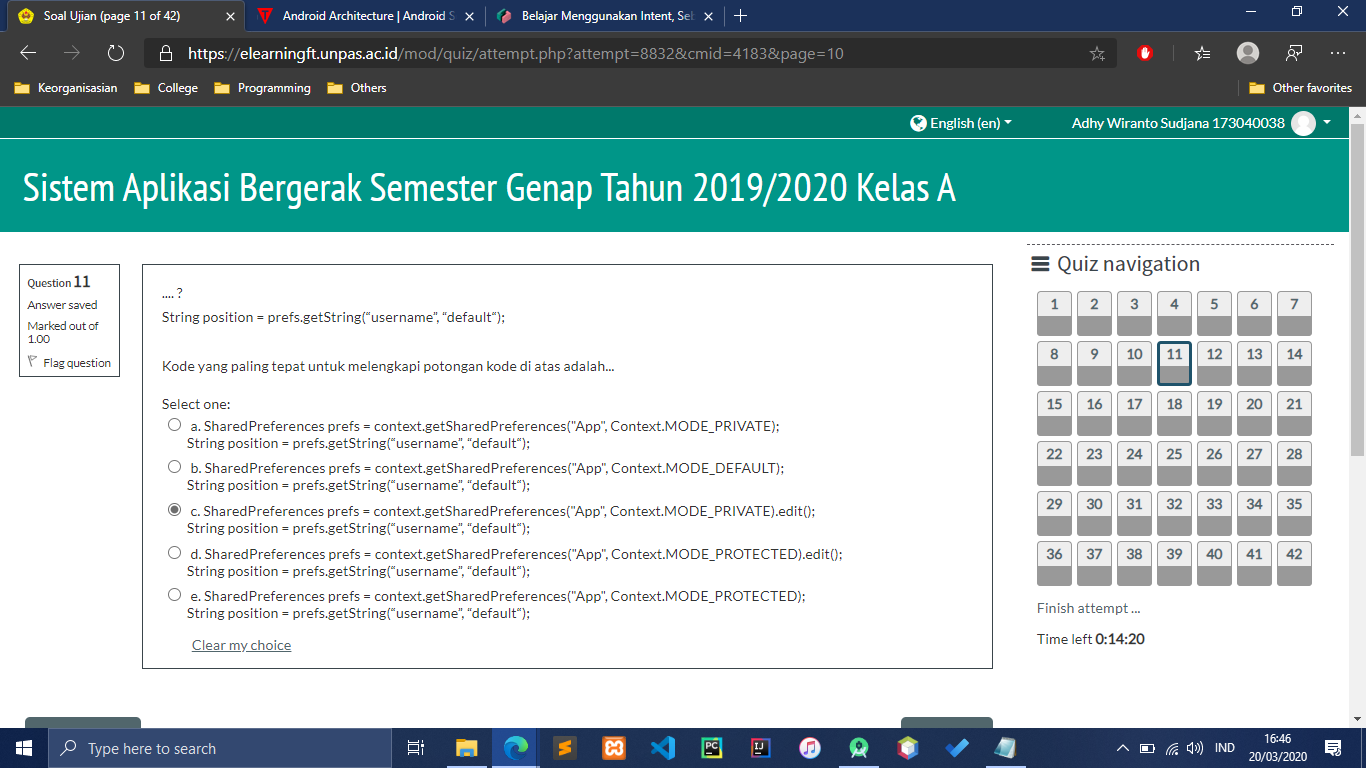 Soal Ujian (page 11 of 42)
Android Architecture | Android S
Belajar Menggunakan Intent, Seb
https://elearningft.unpas.ac.id/mod/quiz/attempt.php?attempt=8832&cmid=4183&page=10
Keorganisasian
College
Programming
Others
Other favorites
English (en)
Adhy Wiranto Sudjana 173040038
Sistem Aplikasi Bergerak Semester Genap Tahun 2019/2020 Kelas A
Question 11
Answer saved
Marked out of
1.00
Flag question
.... ?
String position = prefs.getString(“username”, “default“);
Kode yang paling tepat untuk melengkapi potongan kode di atas adalah...
Select one:
a. SharedPreferences prefs = context.getSharedPreferences("App", Context.MODE_PRIVATE);
String position = prefs.getString(“username”, “default“);
b. SharedPreferences prefs = context.getSharedPreferences("App", Context.MODE_DEFAULT);
String position = prefs.getString(“username”, “default“);
c. SharedPreferences prefs = context.getSharedPreferences("App", Context.MODE_PRIVATE).edit();
String position = prefs.getString(“username”, “default“);
d. SharedPreferences prefs = context.getSharedPreferences("App", Context.MODE_PROTECTED).edit();
String position = prefs.getString(“username”, “default“);
e. SharedPreferences prefs = context.getSharedPreferences("App", Context.MODE_PROTECTED);
String position = prefs.getString(“username”, “default“);
Clear my choice
Quiz navigation
1 2 3 4 5 6 7
8 9 10 11 12 13 14
15 16 17 18 19 20 21
22 23 24 25 26 27 28
29 30 31 32 33 34 35
36 37 38 39 40 41 42
Finish attempt ...
Time left 0:14:20
Type here to search
PC
IJ
IND
16:46
20/03/2020